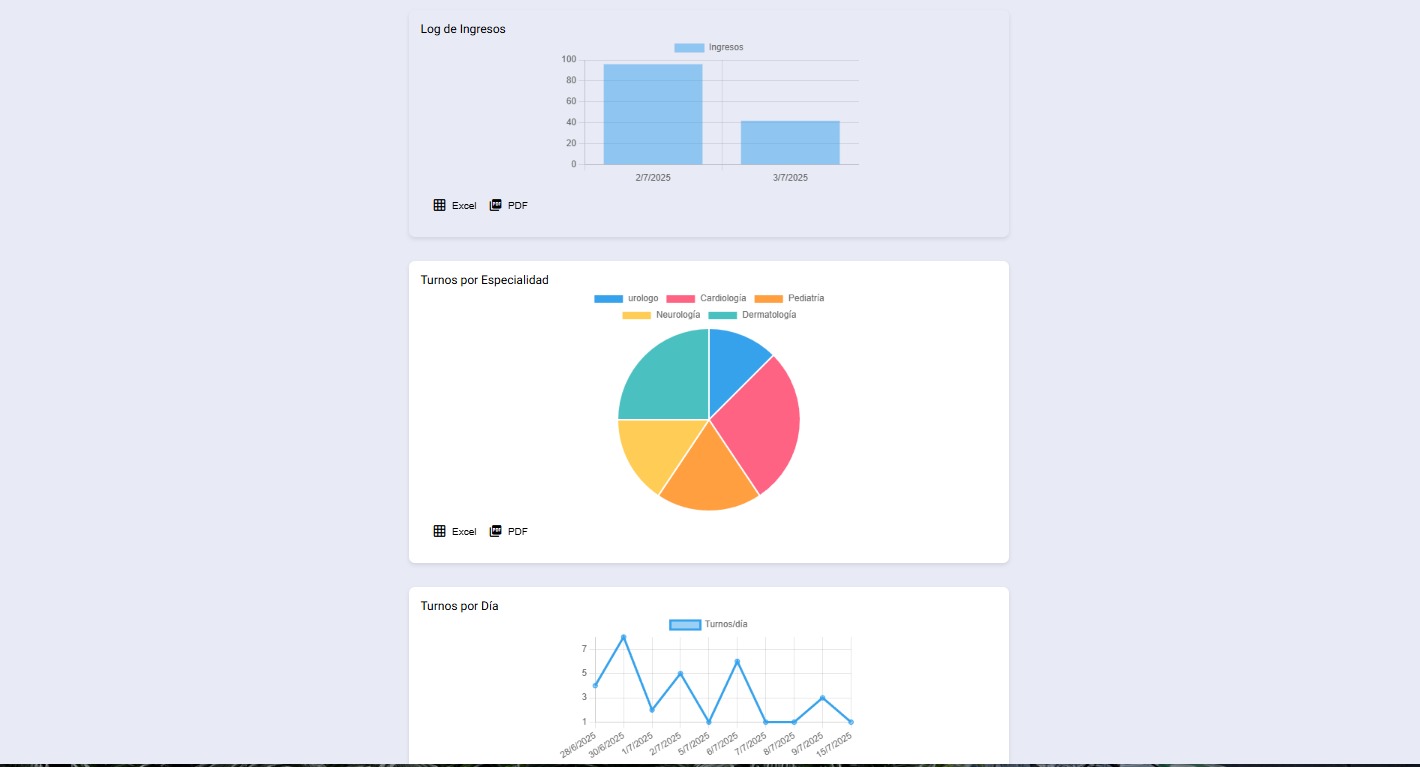 Log de Ingresos
Ingresos
100
80
60
40
20
0
2/7/2025 3/7/2025
Excel PDF
Turnos por Especialidad
urologo Cardiología Pediatría
Neurología Dermatología
Excel PDF
Turnos por Día
Turnos/día
7
5
3
1
28/6/2025 30/6/2025 1/7/2025 2/7/2025 5/7/2025 6/7/2025 7/7/2025 8/7/2025 9/7/2025 15/7/2025